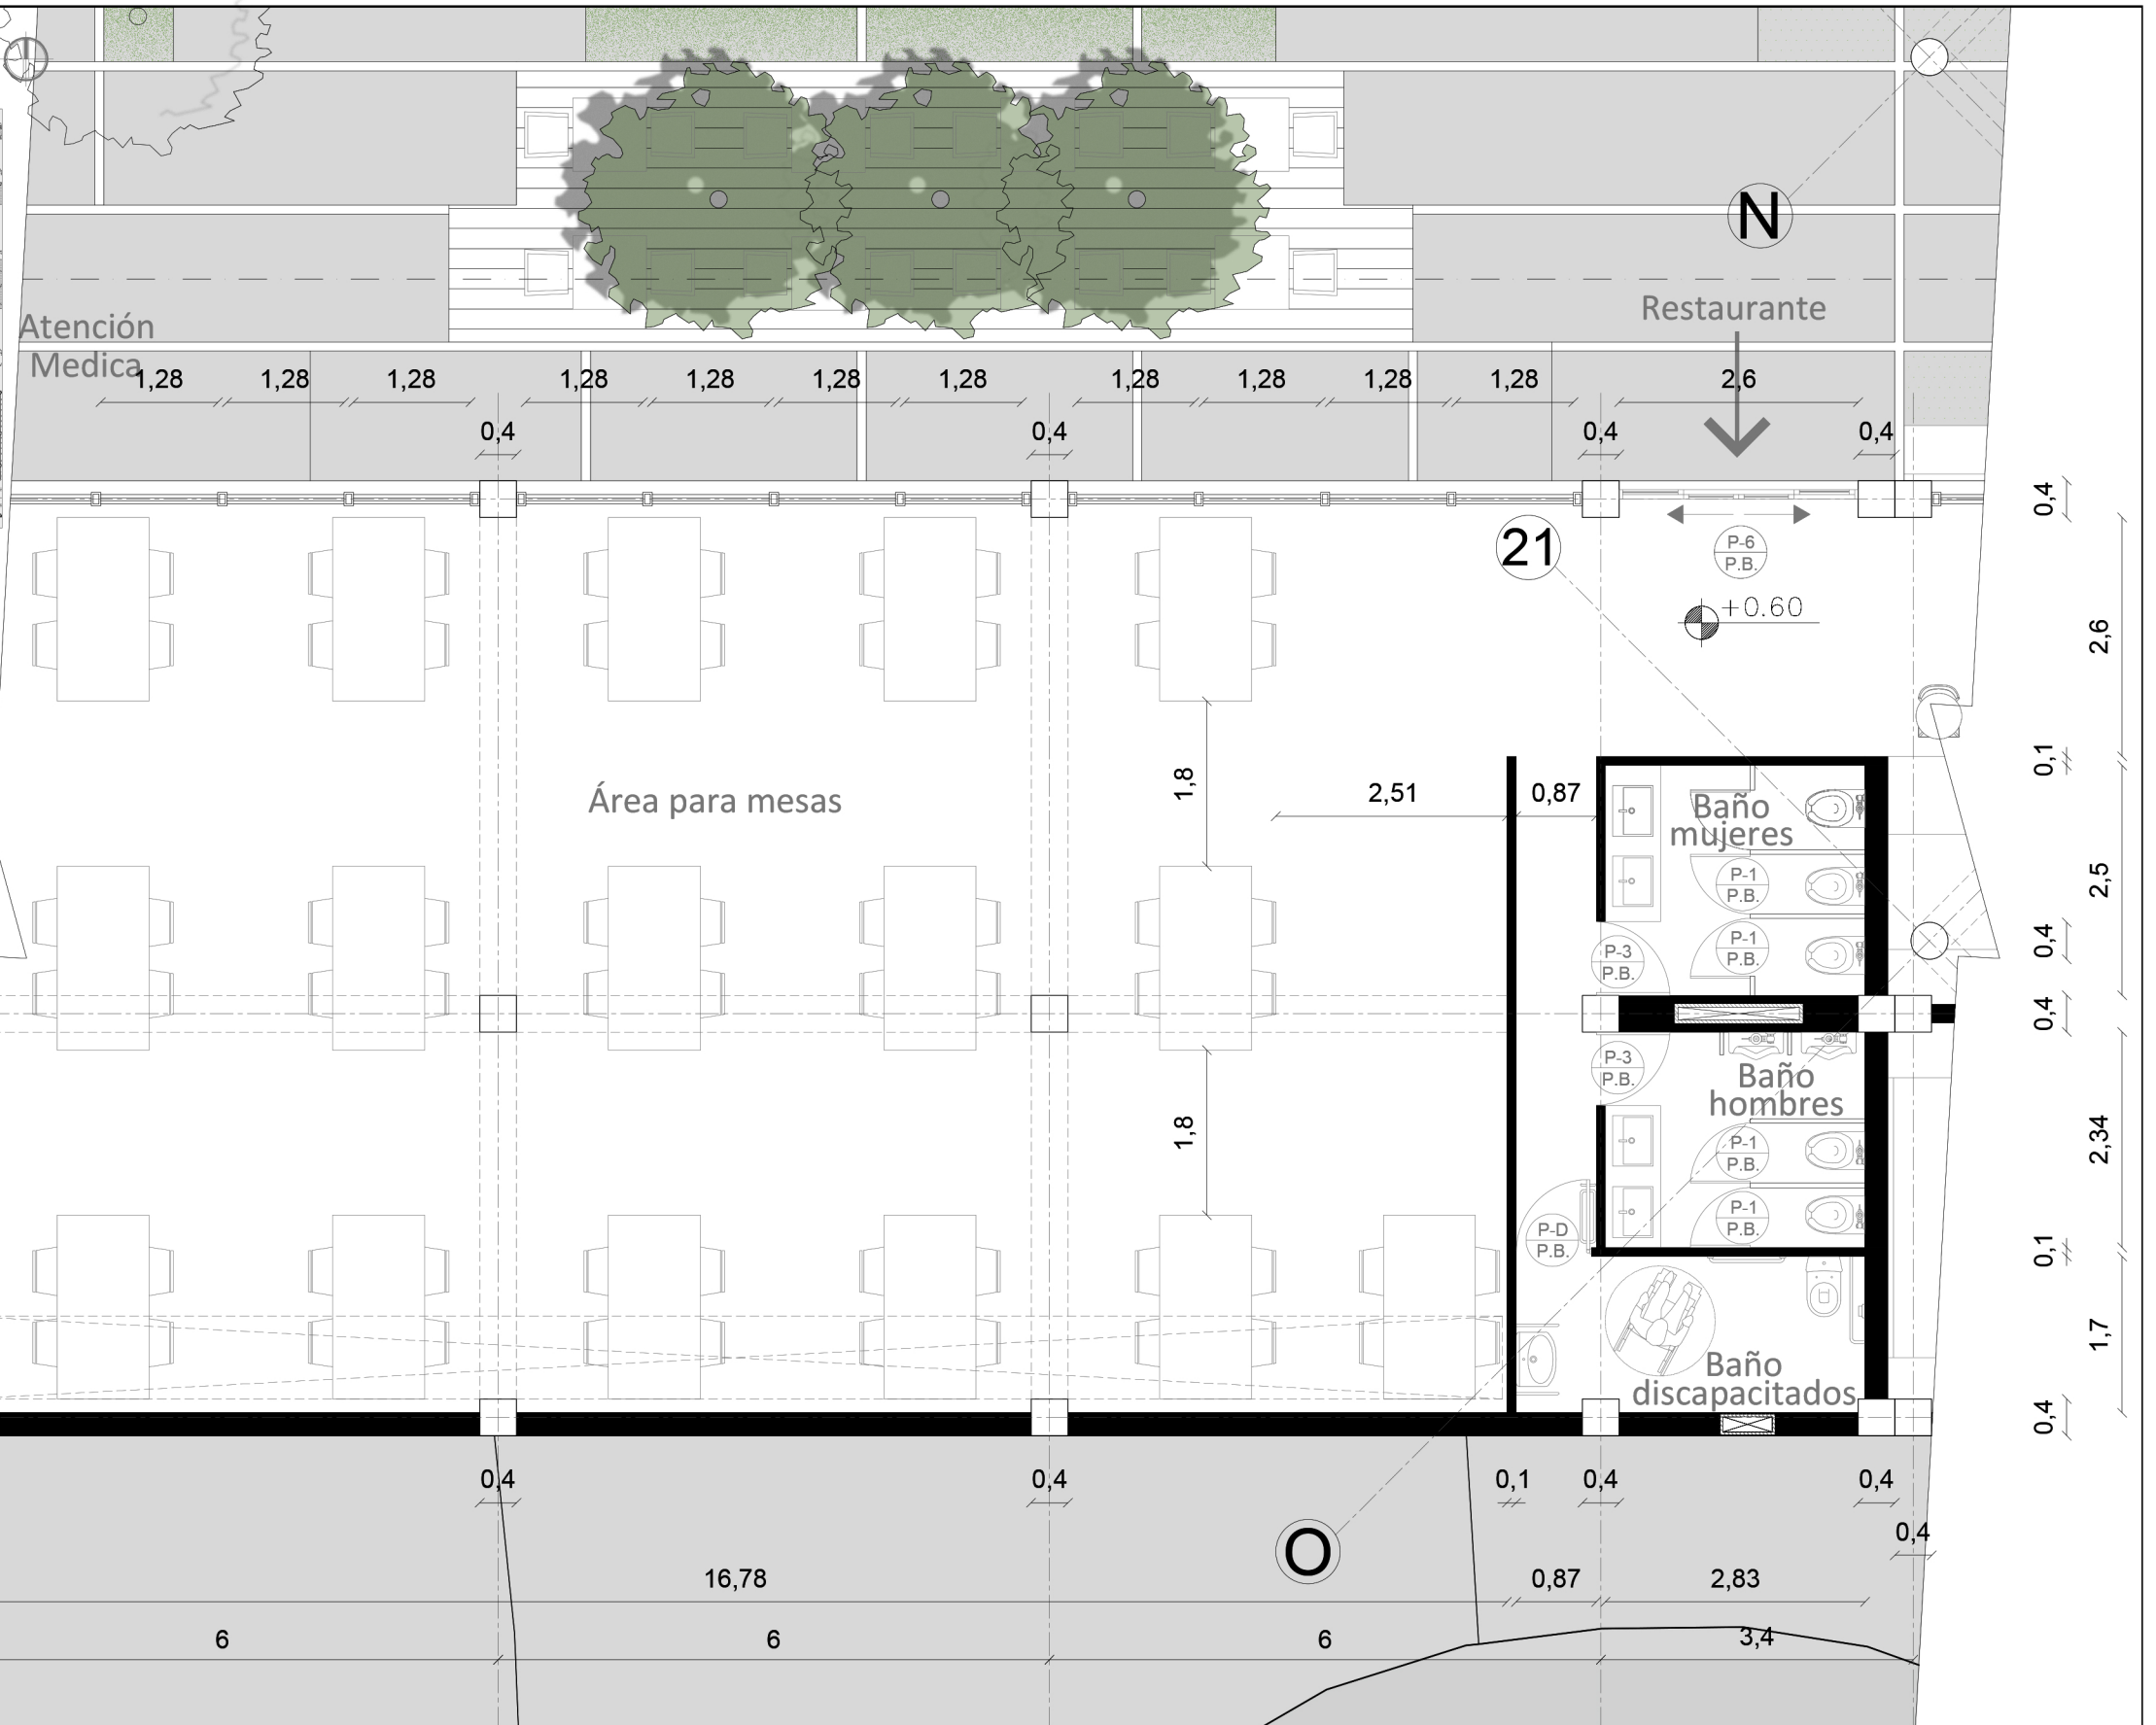 N
Restaurante
Atención
Medica
1,28
1,28
1,28
1,28
1,28
1,28
1,28
1,28
1,28
1,28
1,28
2,6
0,4
0,4
0,4
0,4
0,4
21
P-6
P.B.
+0.60
2,6
Área para mesas
1,8
2,51
0,87
0,1
Baño
mujeres
P-1
P.B.
2,5
P-1
P.B.
P-3
P.B.
0,4
0,4
P-3
P.B.
Baño
hombres
1,8
P-1
P.B.
2,34
P-1
P.B.
P-D
P.B.
0,1
1,7
Baño
discapacitados
0,4
0,4
0,4
0,1
0,4
0,4
0,4
O
16,78
0,87
2,83
6
6
6
3,4